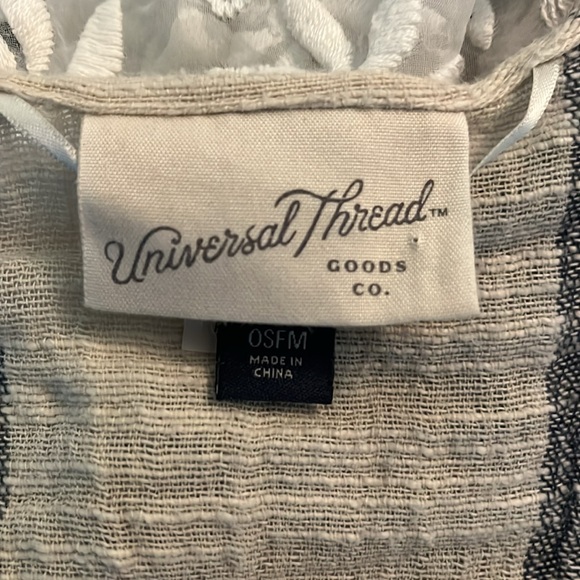 Universal Thread™
GOODS
CO.
OSFM
MADE IN
CHINA